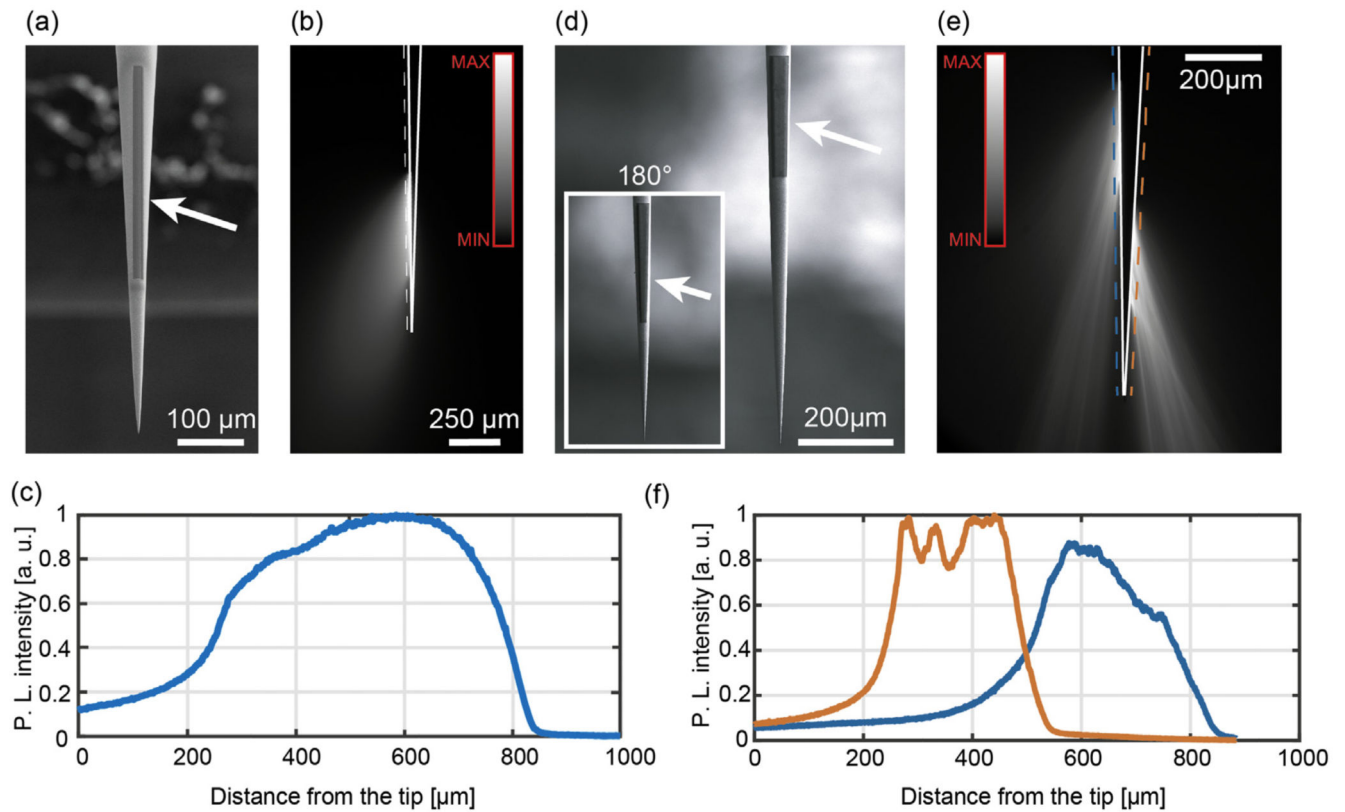 (a)
(b)
(d)
(e)
MAX
MIN
180°
MAX
MIN
200µm
100 µm
250 µm
200µm
(c)
1
0.8
0.6
0.4
0.2
0
0 200 400 600 800 1000
P. L. intensity [a. u.]
Distance from the tip [µm]
(f)
1
0.8
0.6
0.4
0.2
0
0 200 400 600 800 1000
P. L. intensity [a. u.]
Distance from the tip [µm]